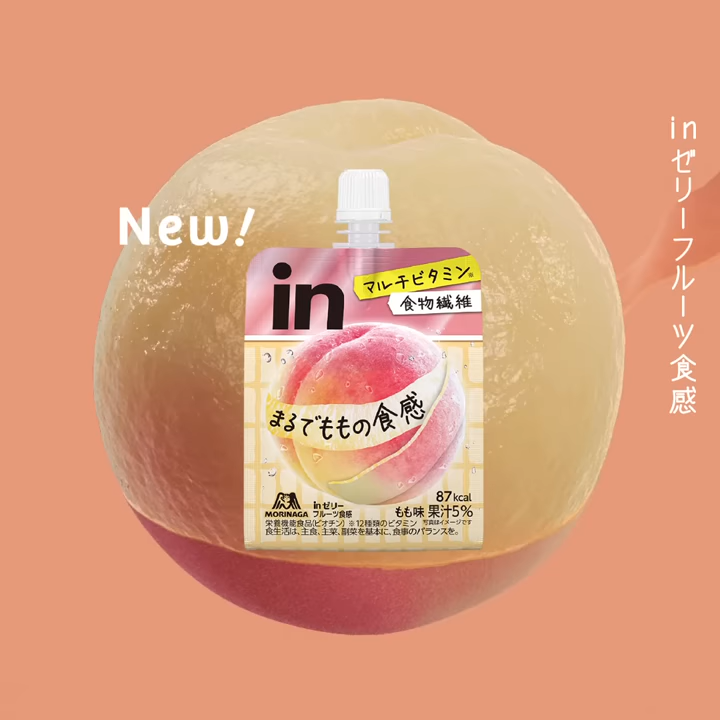 New!
inゼリーフルーツ食感
in
マルチビタミン※
食物繊維
まるでももの食感
MORINAGA
inゼリー
フルーツ食感
87kcal
もも味 果汁5%
栄養機能食品(ビオチン) ※12種類のビタミン 写真はイメージです
食生活は、主食、主菜、副菜を基本に、食事のバランスを。